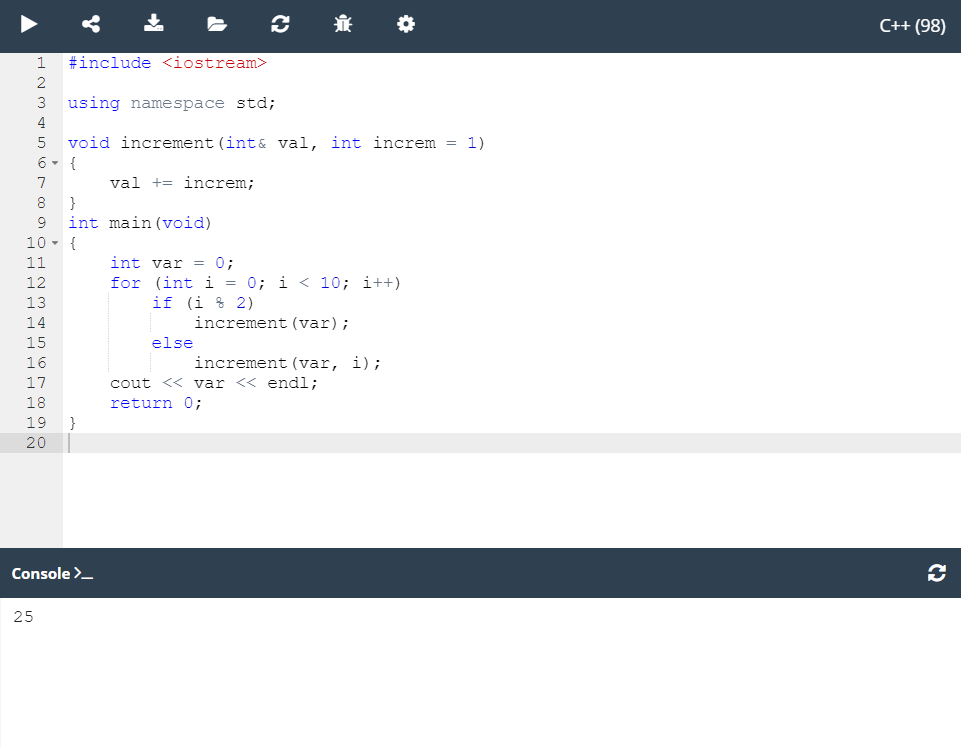 C++ (98)
1 #include <iostream>
2
3 using namespace std;
4
5 void increment(int& val, int increm = 1)
6 {
7     val += increm;
8 }
9 int main(void)
10 {
11     int var = 0;
12     for (int i = 0; i < 10; i++)
13         if (i % 2)
14             increment(var);
15         else
16             increment(var, i);
17     cout << var << endl;
18     return 0;
19 }
20
Console >_
25